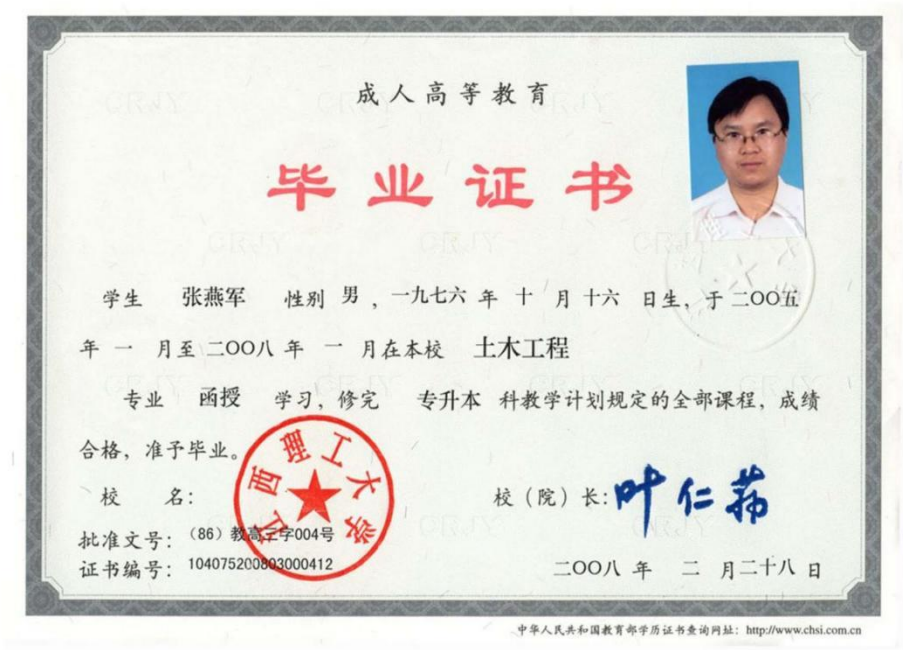 成人高等教育
毕业证书
学生 张燕军 性别 男 , 一九七六 年 十 月 十六 日生, 于 二OO五
年 一 月至 二OO八 年 一 月在本校 土木工程
专业 函授 学习, 修完 专升本 科教学计划规定的全部课程, 成绩
合格, 准予毕业。
江西理工大学
校 名:
校（院）长: 叶仁荪
批准文号: （86）教高三字004号
证书编号: 104075200803000412
二OO八 年 二 月 二十八 日
中华人民共和国教育部学历证书查询网址: http://www.chsi.com.cn